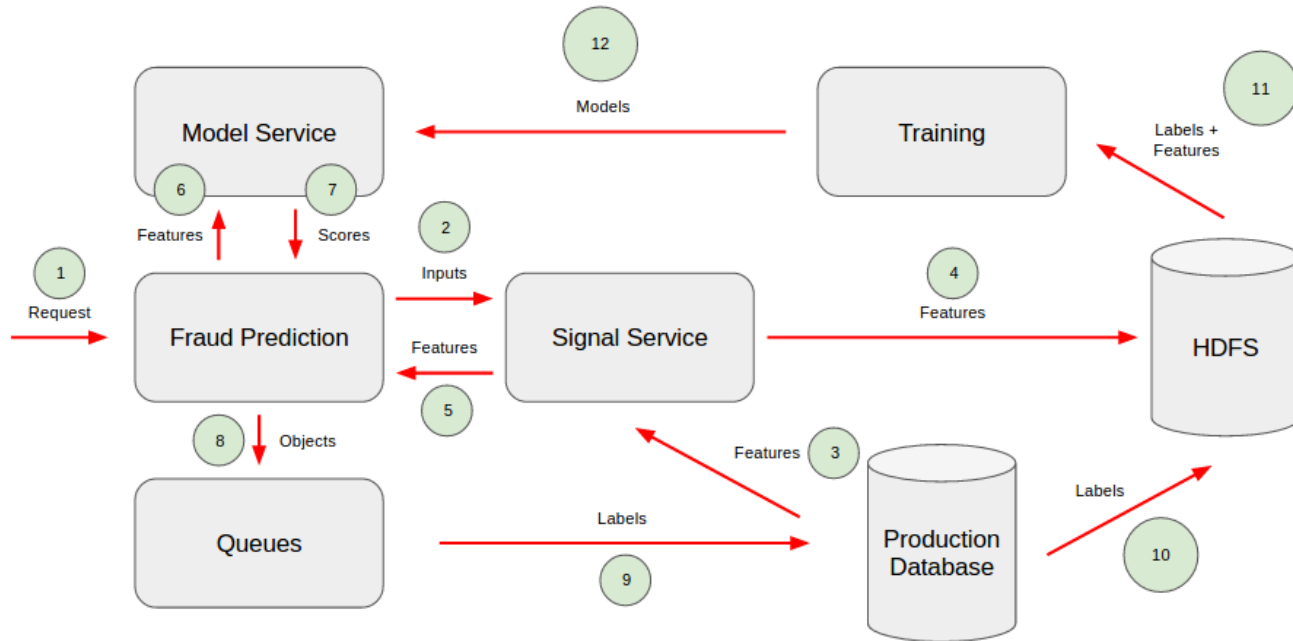 12
Models
Model Service
Training
11
Labels +
Features
6
7
Features
Scores
2
Inputs
1
Request
Fraud Prediction
Signal Service
4
Features
HDFS
Features
5
8
Objects
Features
3
Queues
Labels
9
Production
Database
Labels
10